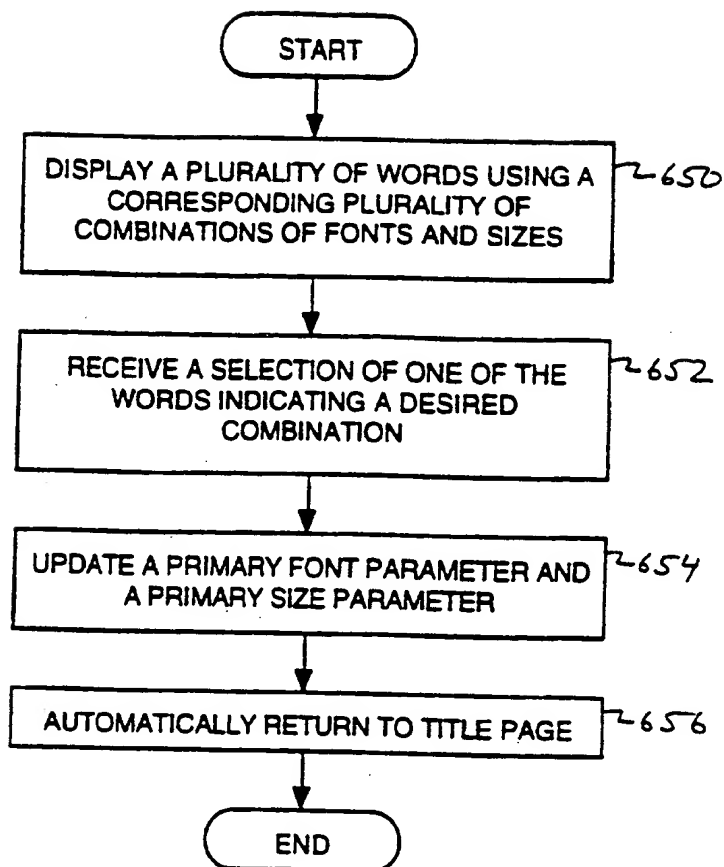 START
DISPLAY A PLURALITY OF WORDS USING A
CORRESPONDING PLURALITY OF
COMBINATIONS OF FONTS AND SIZES
650
RECEIVE A SELECTION OF ONE OF THE
WORDS INDICATING A DESIRED
COMBINATION
652
UPDATE A PRIMARY FONT PARAMETER AND
A PRIMARY SIZE PARAMETER
654
AUTOMATICALLY RETURN TO TITLE PAGE
656
END